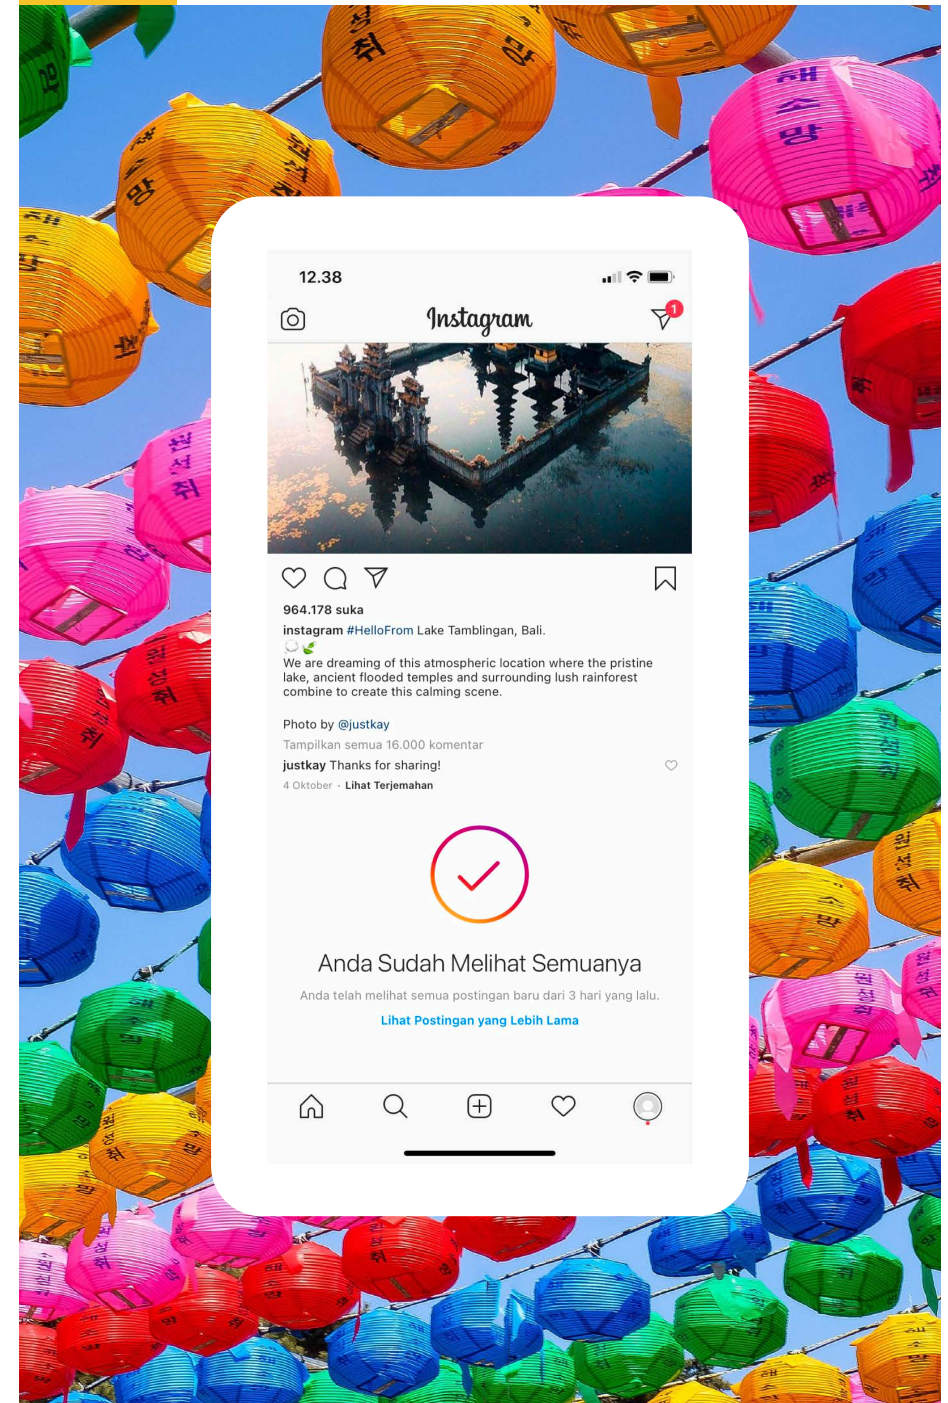 12.38
Instagram
1
964.178 suka
instagram #HelloFrom Lake Tamblingan, Bali.
We are dreaming of this atmospheric location where the pristine
lake, ancient flooded temples and surrounding lush rainforest
combine to create this calming scene.
Photo by @justkay
Tampilkan semua 16.000 komentar
justkay Thanks for sharing!
4 Oktober · Lihat Terjemahan
Anda Sudah Melihat Semuanya
Anda telah melihat semua postingan baru dari 3 hari yang lalu.
Lihat Postingan yang Lebih Lama